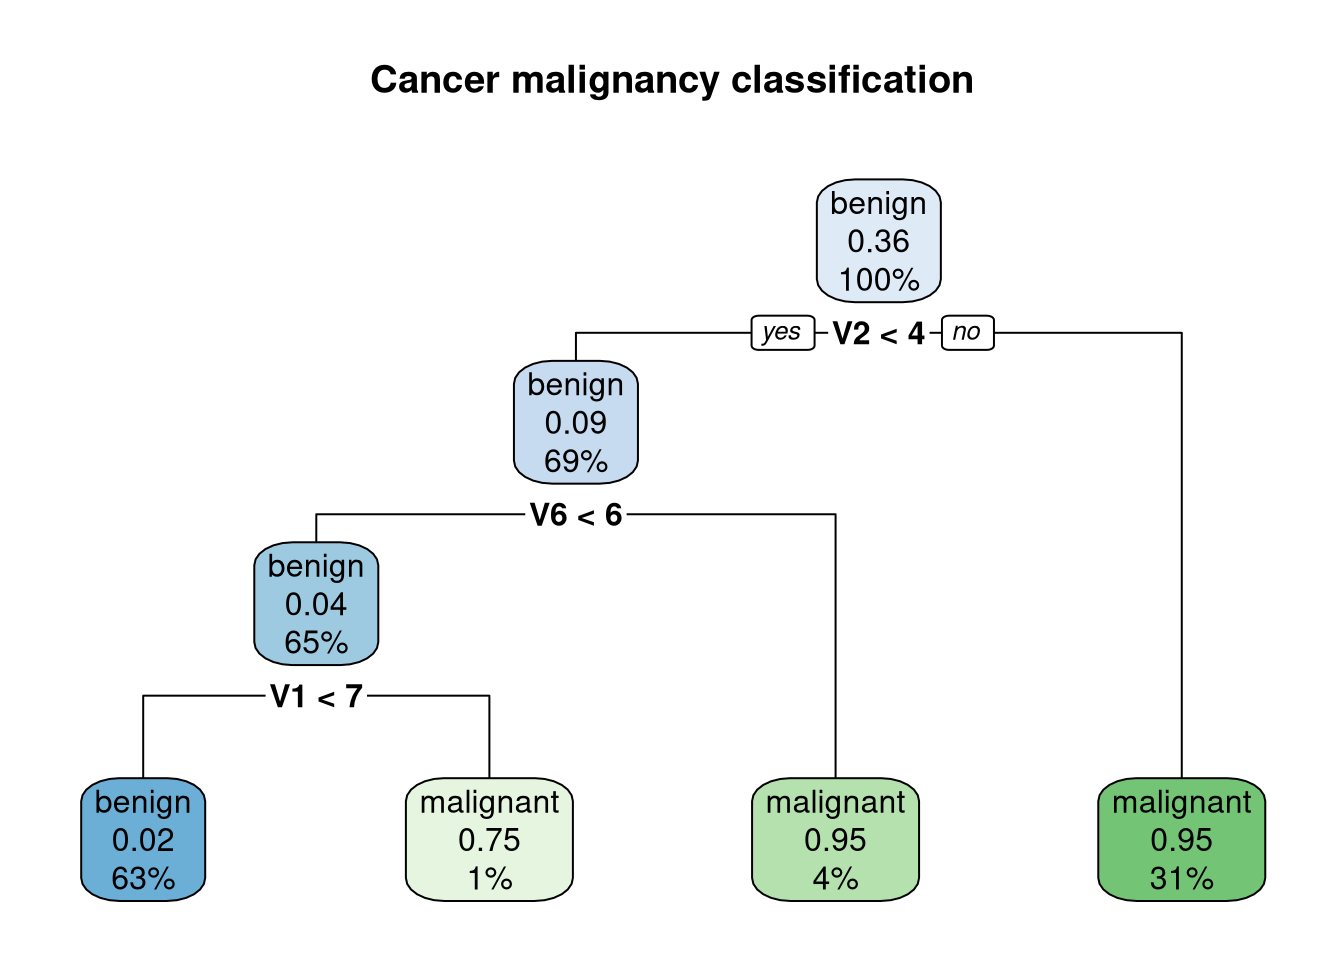 Cancer malignancy classification
benign
0.36
100%
yes V2 < 4 no
benign
0.09
69%
V6 < 6
benign
0.04
65%
V1 < 7
benign
0.02
63%
malignant
0.75
1%
malignant
0.95
4%
malignant
0.95
31%